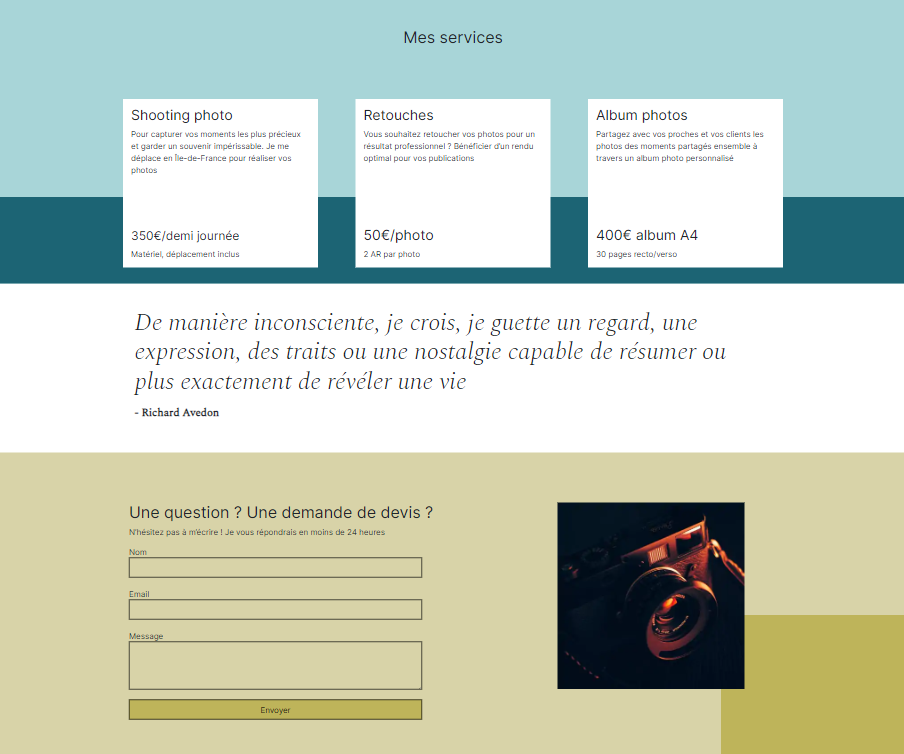 Mes services
Shooting photo
Pour capturer vos moments les plus précieux
et garder un souvenir impérissable. Je me
déplace en Île-de-France pour réaliser vos
photos
350€/demi journée
Matériel, déplacement inclus
Retouches
Vous souhaitez retoucher vos photos pour un
résultat professionnel ? Bénéficier d'un rendu
optimal pour vos publications
50€/photo
2 AR par photo
Album photos
Partagez avec vos proches et vos clients les
photos des moments partagés ensemble à
travers un album photo personnalisé
400€ album A4
30 pages recto/verso
De manière inconsciente, je crois, je guette un regard, une
expression, des traits ou une nostalgie capable de résumer ou
plus exactement de révéler une vie
- Richard Avedon
Une question ? Une demande de devis ?
N'hésitez pas à m'écrire ! Je vous répondrais en moins de 24 heures
Nom
Email
Message
Envoyer